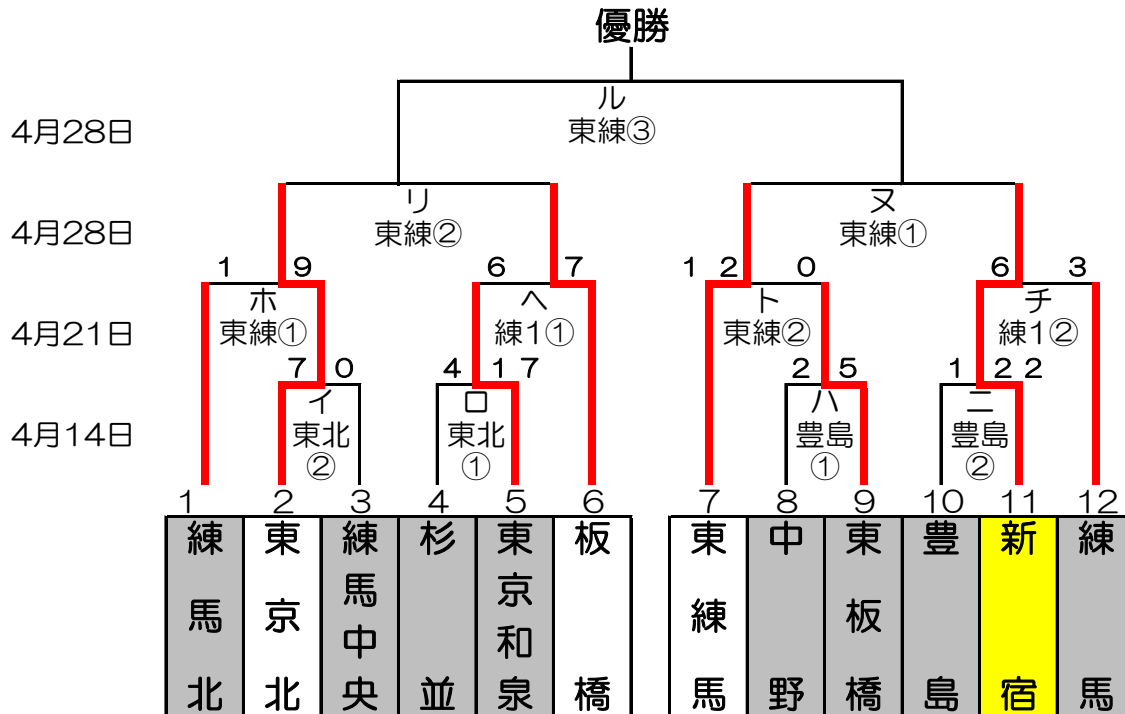 優勝
ル
4月28日
東練③
リ
ヌ
4月28日
東練②
東練①
1 9
6 7
1 2 0
6 3
ホ
ヘ
ト
チ
4月21日
東練①
練1①
東練②
練1②
7 0
4 1 7
2 5
1 2 2
イ
ロ
ハ
ニ
4月14日
東北②
東北①
豊島①
豊島②
1 2 3 4 5 6 7 8 9 10 11 12
練馬北
東京北
練馬中央
杉並
東京和泉
板橋
東練馬
中野
東板橋
豊島
新宿
練馬